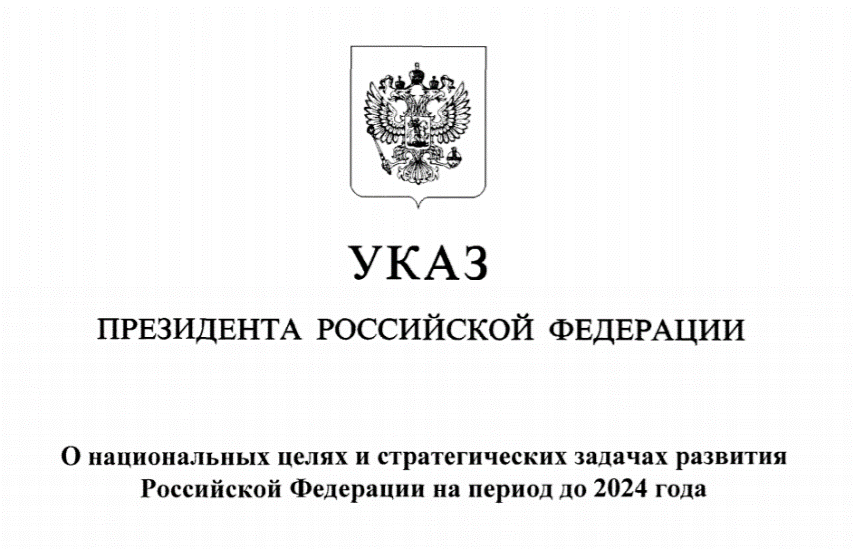 УКАЗ
ПРЕЗИДЕНТА РОССИЙСКОЙ ФЕДЕРАЦИИ
О национальных целях и стратегических задачах развития
Российской Федерации на период до 2024 года